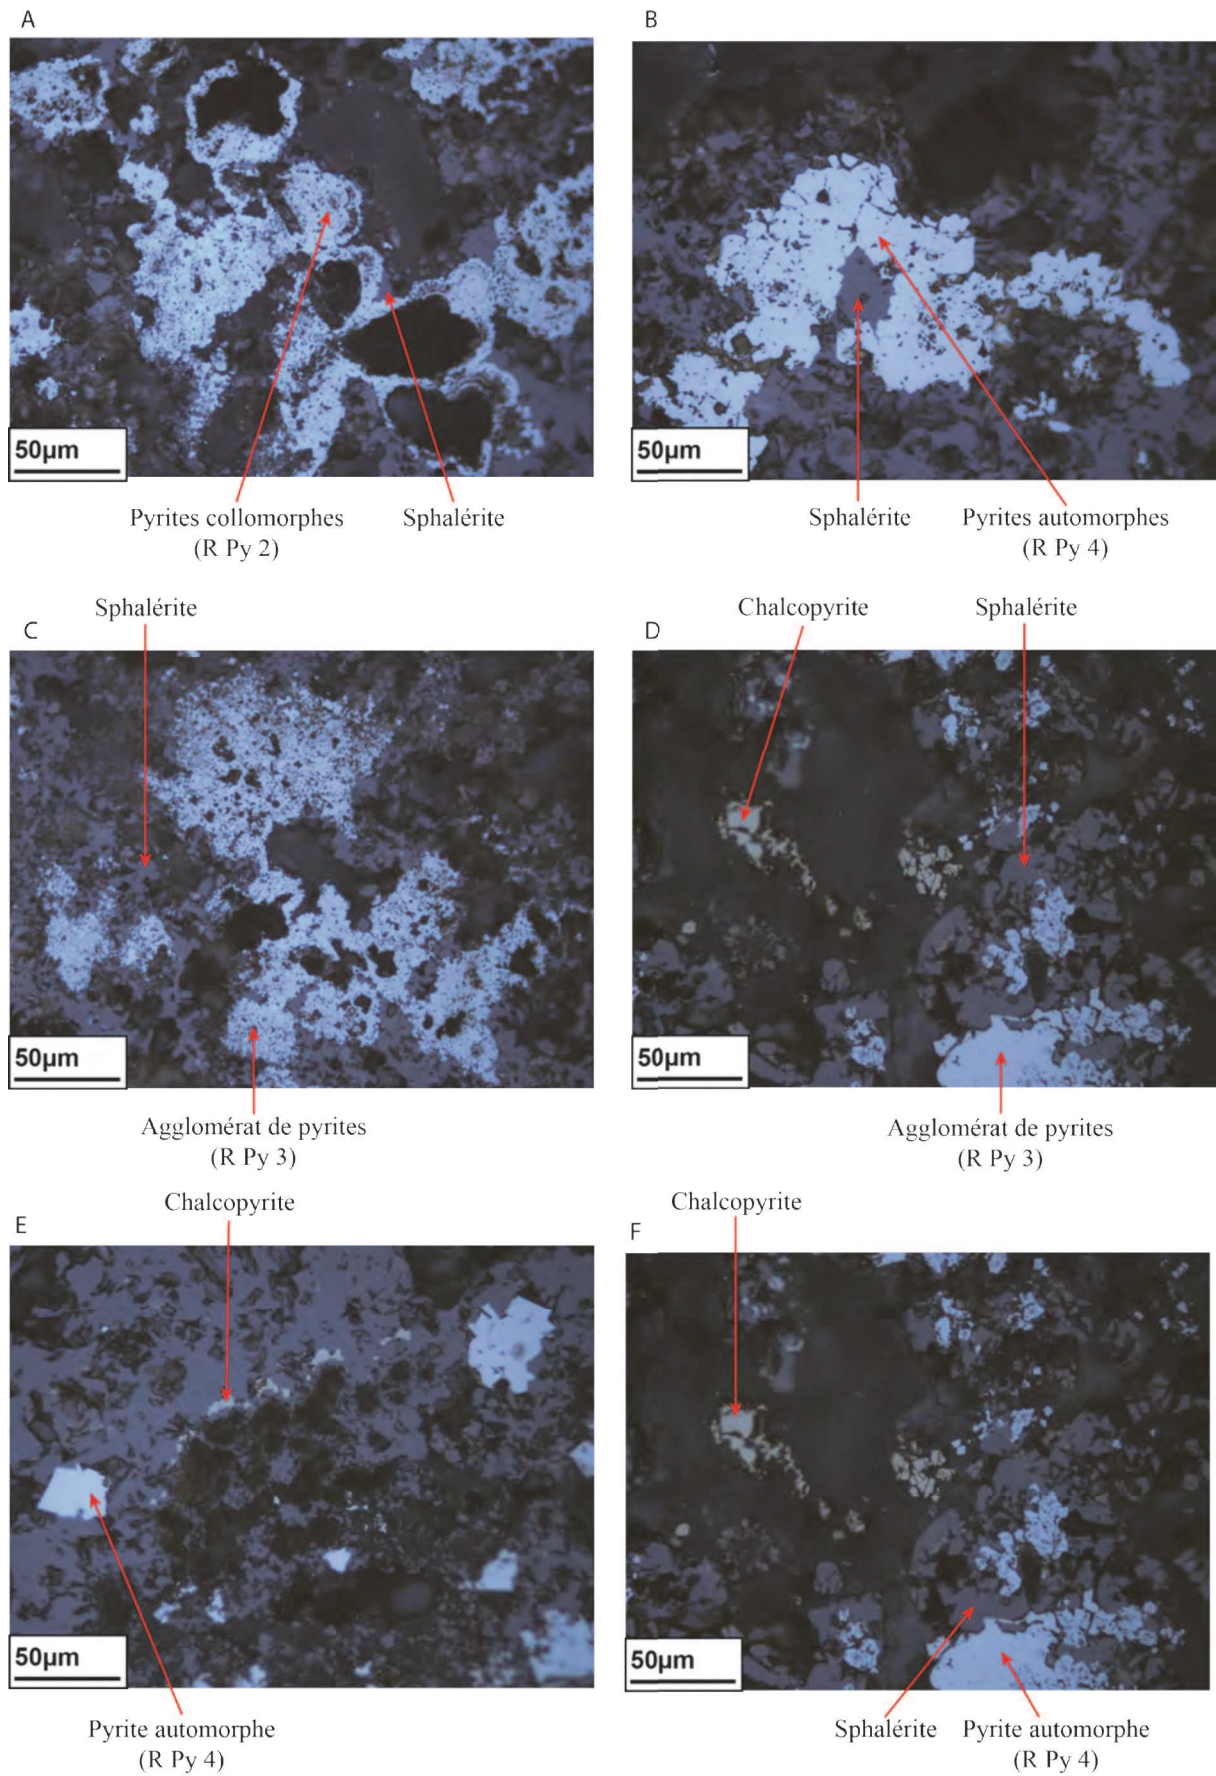 A
B
50µm
50µm
Pyrites collomorphes
(R Py 2)
Sphalérite
Sphalérite
Pyrites automorphes
(R Py 4)
Sphalérite
Chalcopyrite
Sphalérite
C
D
50µm
50µm
Agglomérat de pyrites
(R Py 3)
Agglomérat de pyrites
(R Py 3)
Chalcopyrite
Chalcopyrite
E
F
50µm
50µm
Pyrite automorphe
(R Py 4)
Sphalérite
Pyrite automorphe
(R Py 4)